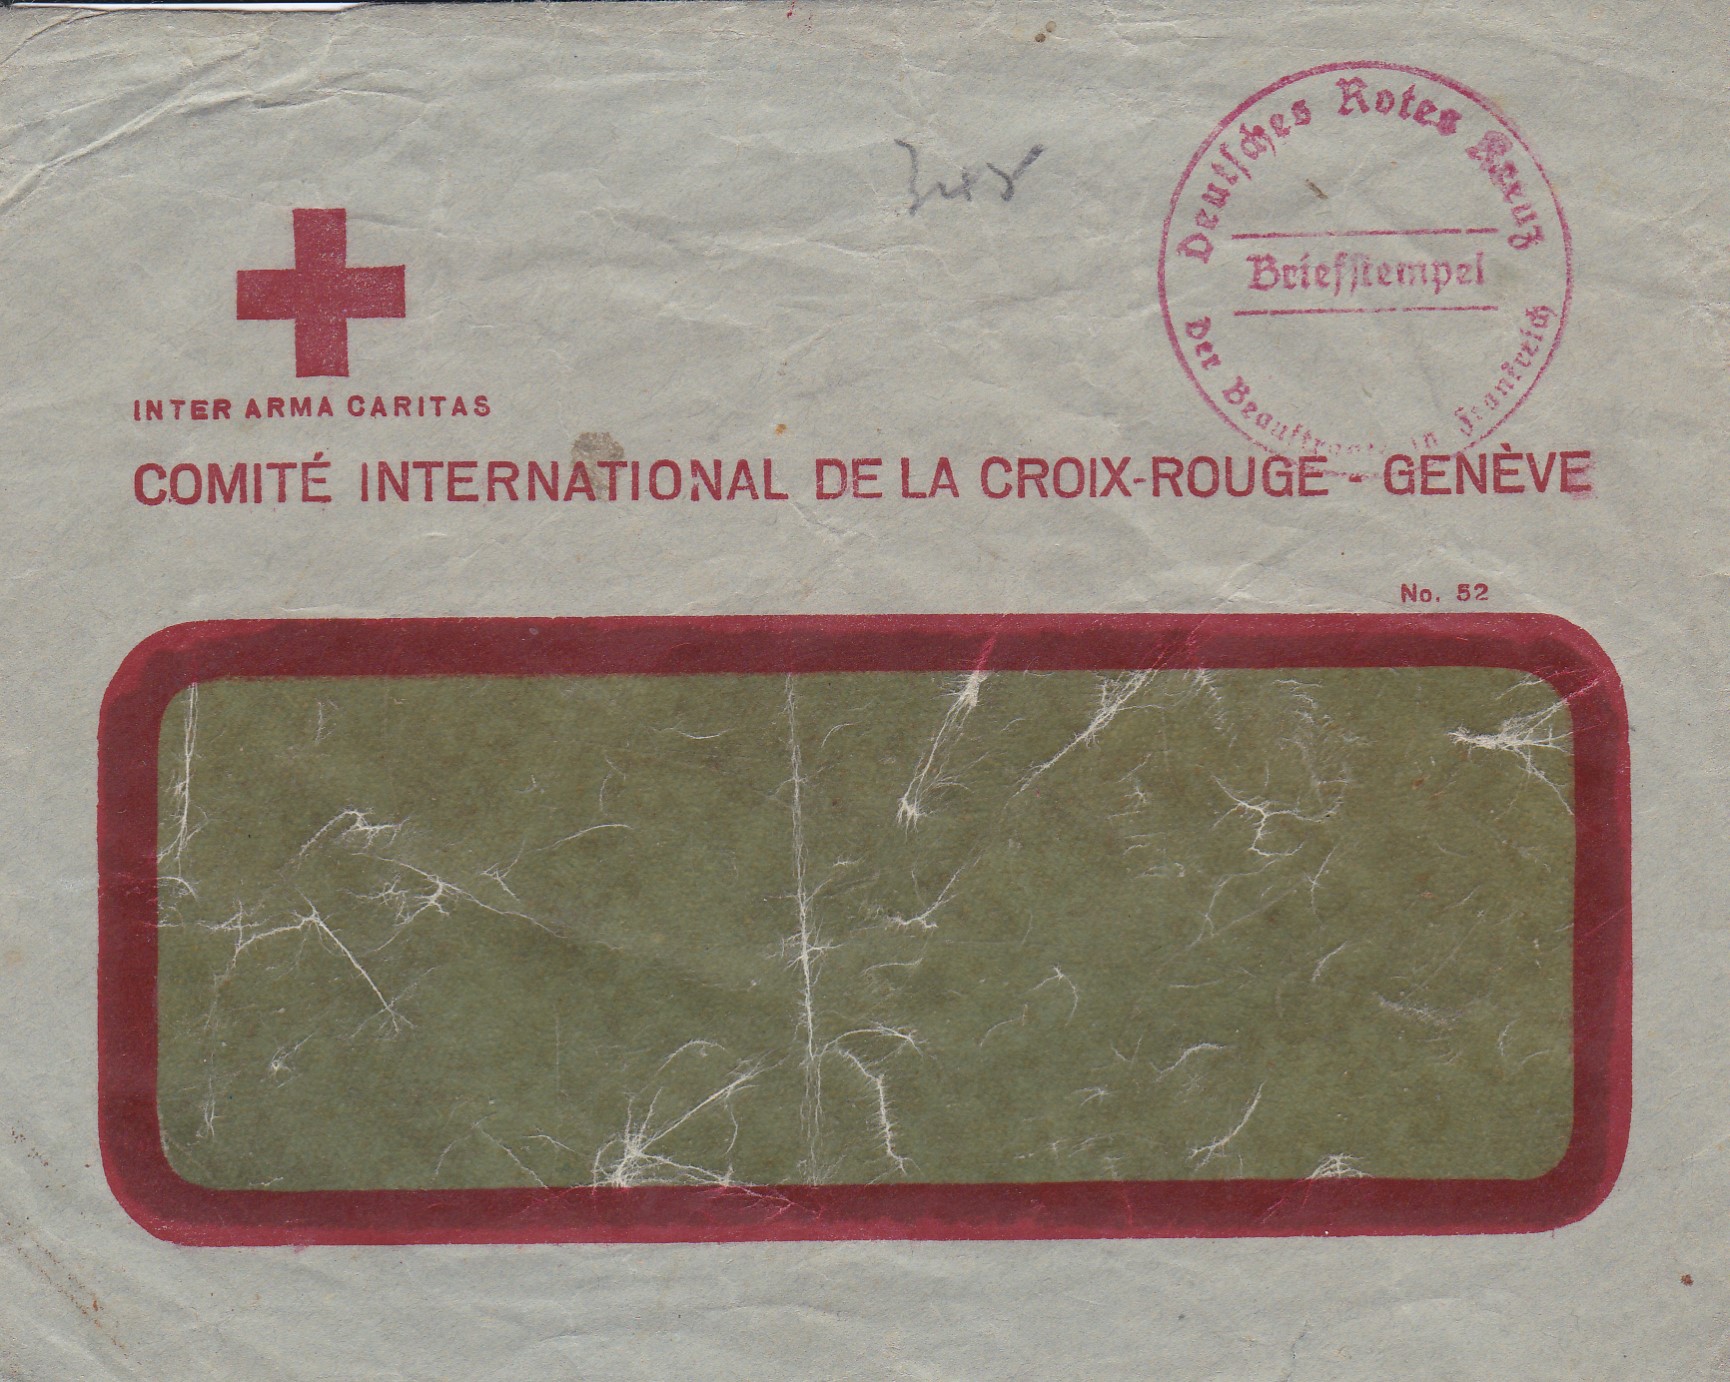 Deutsches Rotes Kreuz
Briefstempel
Der Beauftragte in Frankreich
INTER ARMA CARITAS
COMITÉ INTERNATIONAL DE LA CROIX-ROUGE - GENÈVE
No. 52